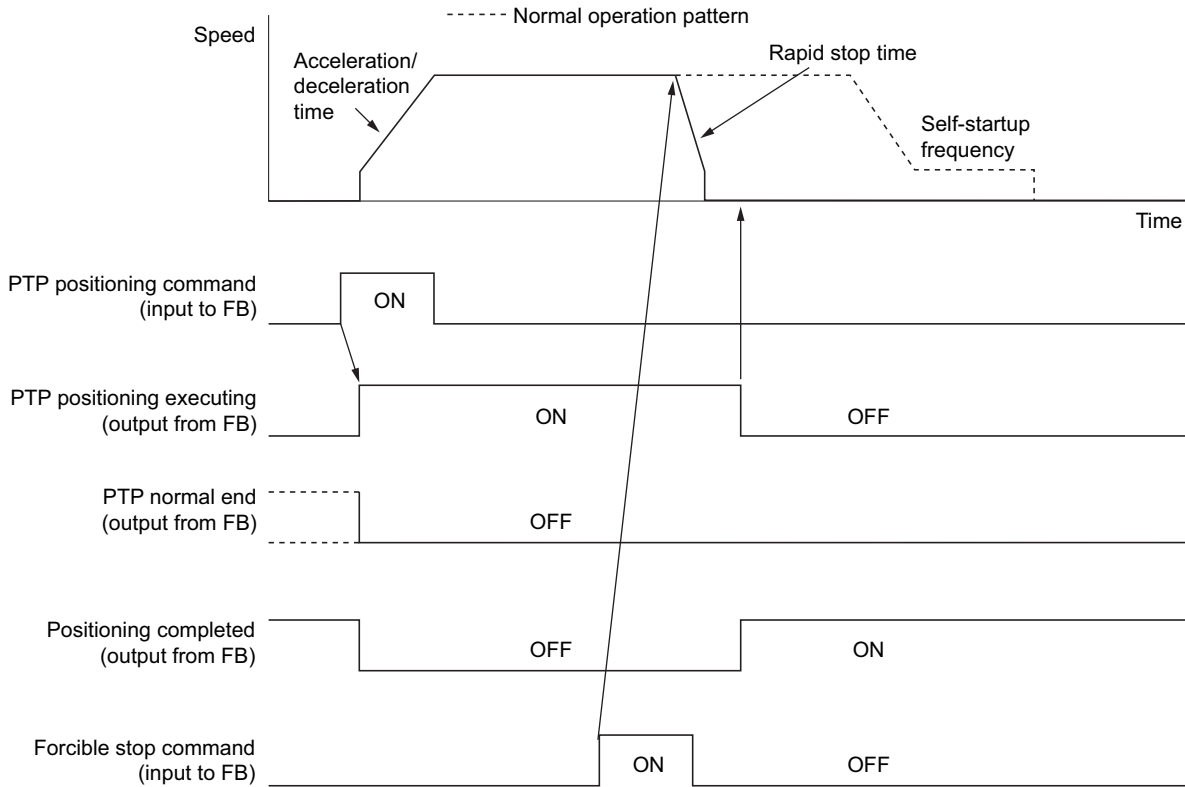 Normal operation pattern
Speed
Acceleration/
deceleration
time
Rapid stop time
Self-startup
frequency
Time
PTP positioning command
(input to FB)
ON
PTP positioning executing
(output from FB)
ON
OFF
PTP normal end
(output from FB)
OFF
Positioning completed
(output from FB)
OFF
ON
Forcible stop command
(input to FB)
ON
OFF